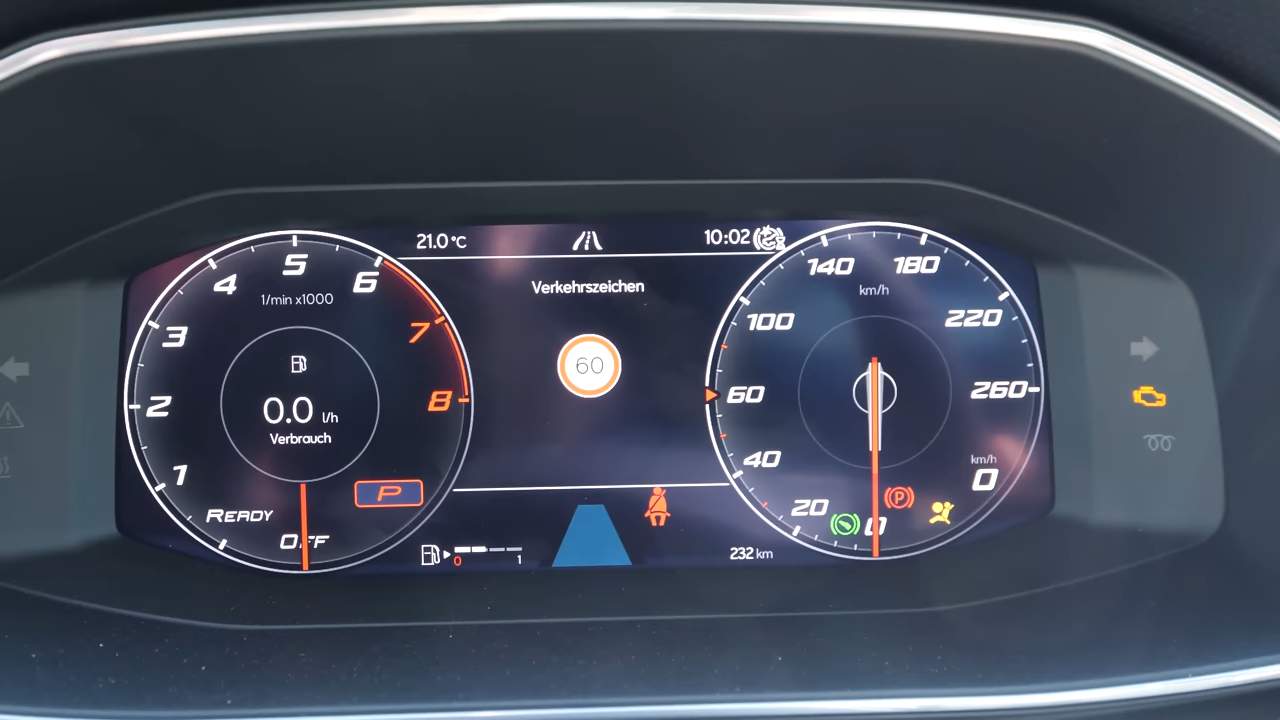 21.0 °C
10:02
5
4
6
1/min x1000
3
7
2
8
0.0 l/h
Verbrauch
1
P
READY
OFF
Verkehrszeichen
60
0
1
232 km
140
180
km/h
100
220
60
260
40
km/h
0
20
P
0